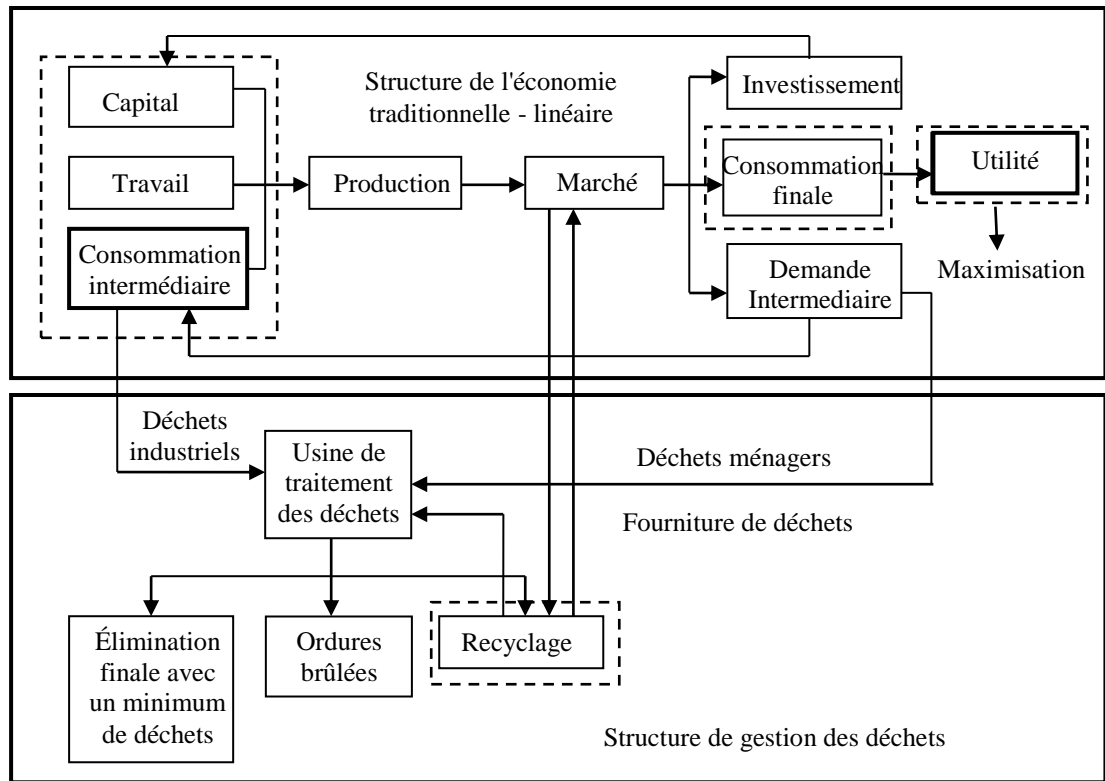 Capital
Structure de l'économie
traditionnelle - linéaire
Investissement
Travail
Production
Marché
Consommation
finale
Utilité
Consommation
intermédiaire
Demande
Intermediaire
Maximisation
Déchets
industriels
Usine de
traitement
des déchets
Déchets ménagers
Fourniture de déchets
Élimination
finale avec
un minimum
de déchets
Ordures
brûlées
Recyclage
Structure de gestion des déchets